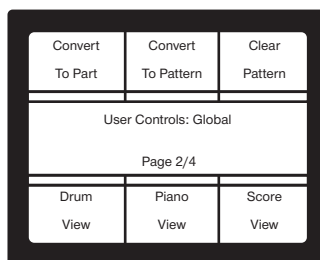 Convert
To Part
Convert
To Pattern
Clear
Pattern
User Controls: Global
Page 2/4
Drum
View
Piano
View
Score
View